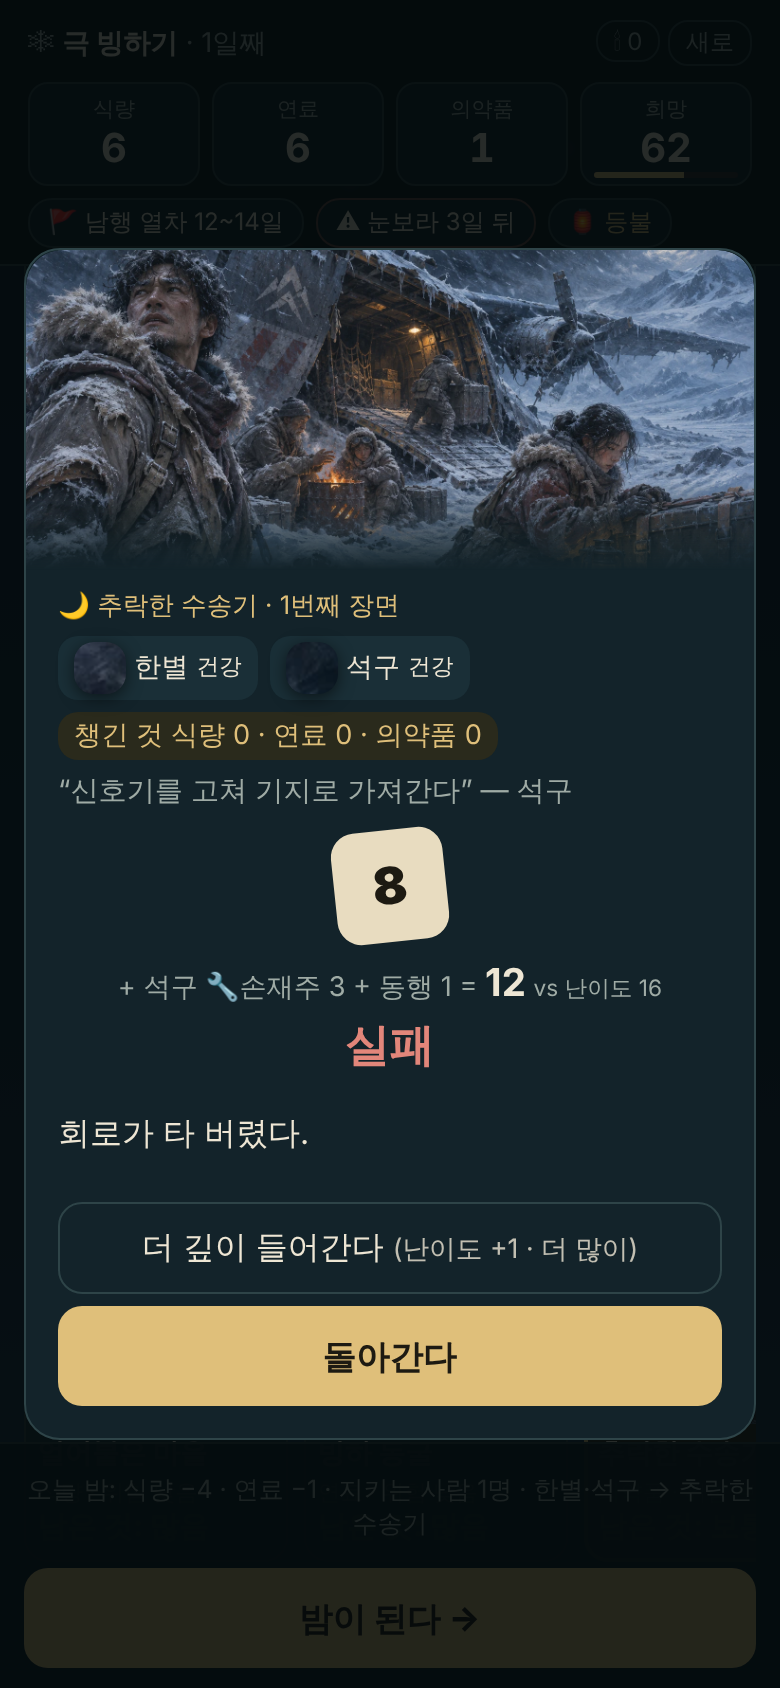 ❄ 극 빙하기 · 1일째
0
새로
식량
연료
의약품
희망
6
6
1
62
🚩 남행 열차 12~14일
⚠ 눈보라 3일 뒤
🏮 등불
🌙 추락한 수송기 · 1번째 장면
한별 건강
석구 건강
챙긴 것 식량 0 · 연료 0 · 의약품 0
“신호기를 고쳐 기지로 가져간다” — 석구
8
+ 석구 🔧손재주 3 + 동행 1 = 12 vs 난이도 16
실패
회로가 타 버렸다.
더 깊이 들어간다 (난이도 +1 · 더 많이)
돌아간다
오늘 밤: 식량 −4 · 연료 −1 · 지키는 사람 1명 · 한별·석구 → 추락한
수송기
밤이 된다 →